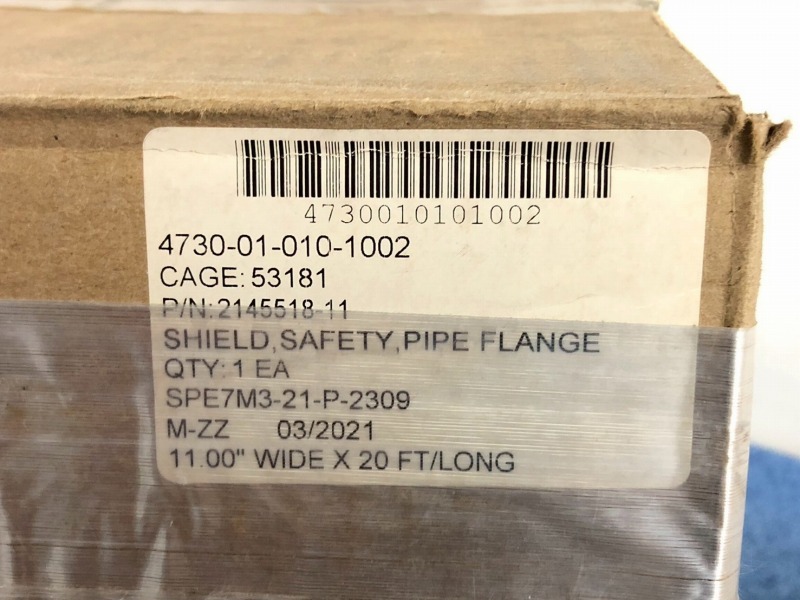 4730010101002
4730-01-010-1002
CAGE: 53181
P/N: 2145518-11
SHIELD,SAFETY,PIPE FLANGE
QTY: 1 EA
SPE7M3-21-P-2309
M-ZZ 03/2021
11.00" WIDE X 20 FT/LONG